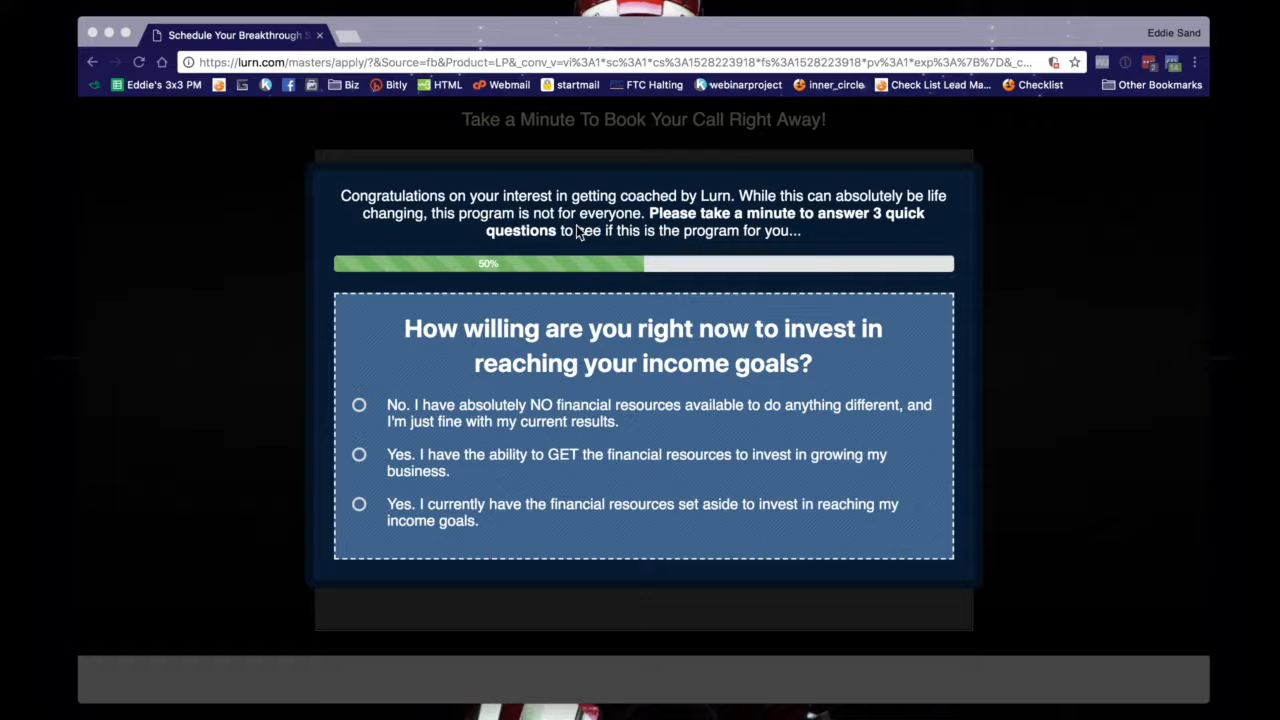 Schedule Your Breakthrough S
Eddie Sand
https://lurn.com/masters/apply/?&Source=fb&Product=LP&_conv_v=vi%3A1*sc%3A1*cs%3A1528223918*fs%3A1528223918*pv%3A1*exp%3A%7B%7D&_c...
Eddie's 3x3 PM
Biz
Bitly
HTML
Webmail
startmail
FTC Halting
webinarproject
inner_circle
Check List Lead Ma...
Checklist
Other Bookmarks
Take a Minute To Book Your Call Right Away!
Congratulations on your interest in getting coached by Lurn. While this can absolutely be life
changing, this program is not for everyone. Please take a minute to answer 3 quick
questions to see if this is the program for you...
50%
How willing are you right now to invest in
reaching your income goals?
No. I have absolutely NO financial resources available to do anything different, and
I'm just fine with my current results.
Yes. I have the ability to GET the financial resources to invest in growing my
business.
Yes. I currently have the financial resources set aside to invest in reaching my
income goals.